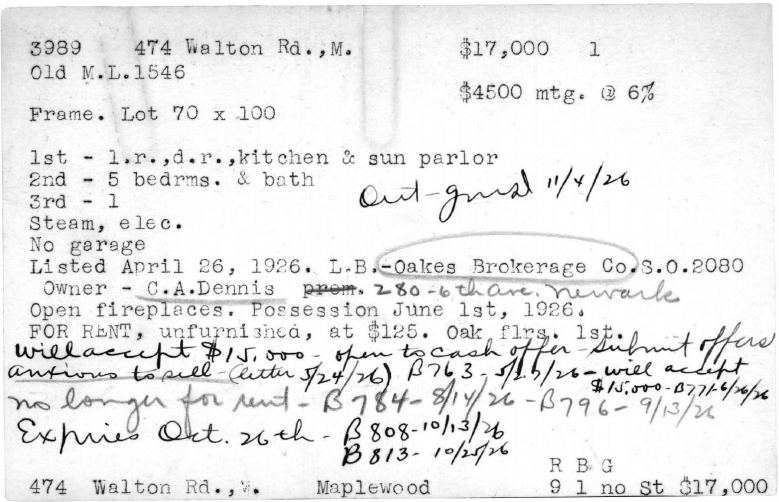 3989 474 Walton Rd.,M. $17,000 1
Old M.L.1546
$4500 mtg. @ 6%
Frame. Lot 70 x 100
1st - l.r.,d.r.,kitchen & sun parlor
2nd - 5 bedrms. & bath
Out- 11/4/26
3rd - 1
Steam, elec.
No garage
Listed April 26, 1926. L.B.-Oakes Brokerage Co.S.O.2080
Owner - C.A.Dennis prem. 280-6th ave. Newark
Open fireplaces. Possession June 1st, 1926.
FOR RENT, unfurnished, at $125. Oak flrs. 1st.
will accept $15,000 - open to cash offer - Submit offers
anxious to sell - (letter 5/24/26) B763 - 5/27/26 - will accept
$15,000 - B771-6/26/26
no longer for rent - B784 - 8/14/26 - B796 - 9/13/26
Expires Oct. 26th - B808-10/13/26
B813-10/25/26
R B G
474 Walton Rd.,M. Maplewood 9 1 no St $17,000